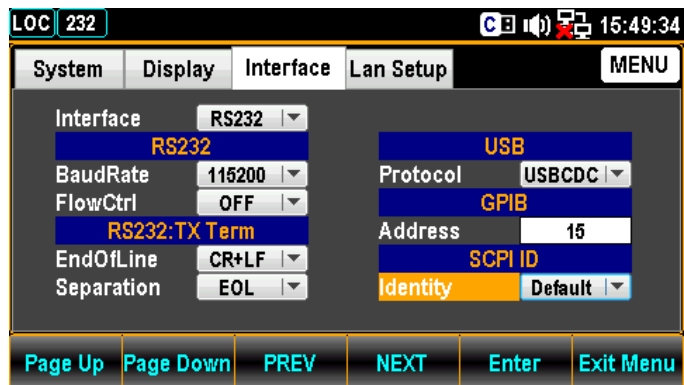 LOC 232 C 15:49:34
System Display Interface Lan Setup MENU
Interface RS232
RS232 USB
BaudRate 115200 Protocol USBCDC
FlowCtrl OFF GPIB
RS232:TX Term Address 15
EndOfLine CR+LF SCPI ID
Separation EOL Identity Default
Page Up Page Down PREV NEXT Enter Exit Menu